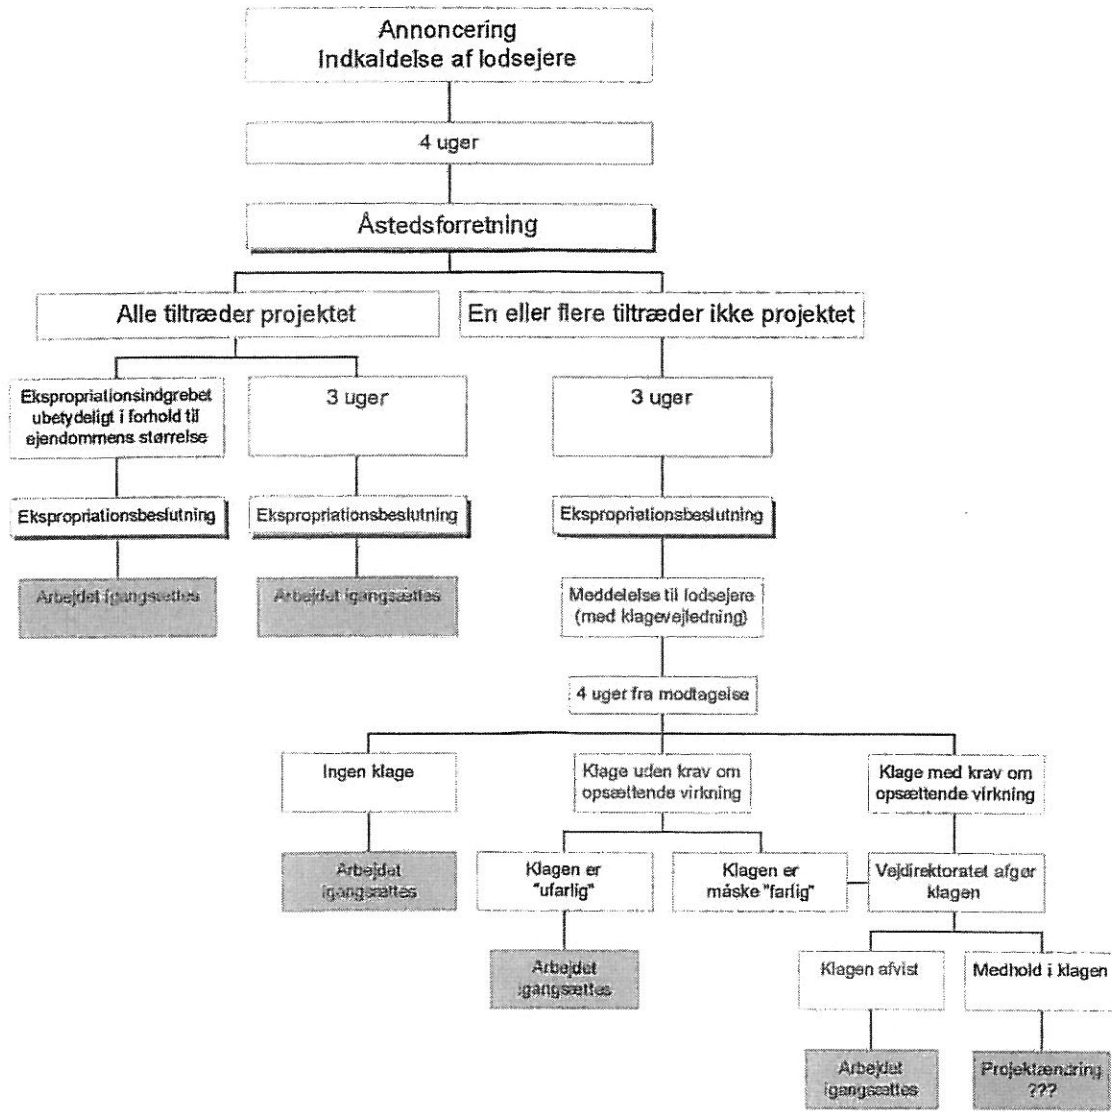 Annoncering
Indkaldelse af lodsejere
4 uger
Åstedsforretning
Alle tiltræder projektet
En eller flere tiltræder ikke projektet
Ekspropriationsindgrebet
ubetydeligt i forhold til
ejendommens størrelse
3 uger
3 uger
Ekspropriationsbeslutning
Ekspropriationsbeslutning
Ekspropriationsbeslutning
Arbejdet igangsættes
Arbejdet igangsættes
Meddelelse til lodsejere
(med klagevejledning)
4 uger fra modtagelse
Ingen klage
Klage uden krav om
opsættende virkning
Klage med krav om
opsættende virkning
Arbejdet
igangsættes
Klagen er
"ufarlig"
Klagen er
måske "farlig"
Vejdirektoratet afgør
klagen
Arbejdet
igangsættes
Klagen afvist
Medhold i klagen
Arbejdet
igangsættes
Projektændring
???